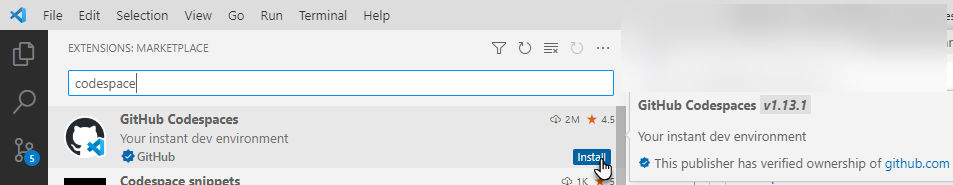 File Edit Selection View Go Run Terminal Help
EXTENSIONS: MARKETPLACE
codespace
GitHub Codespaces 2M 4.5
Your instant dev environment
GitHub Install
Codespace snippets 1K 5
5
GitHub Codespaces v1.13.1
Your instant dev environment
This publisher has verified ownership of github.com